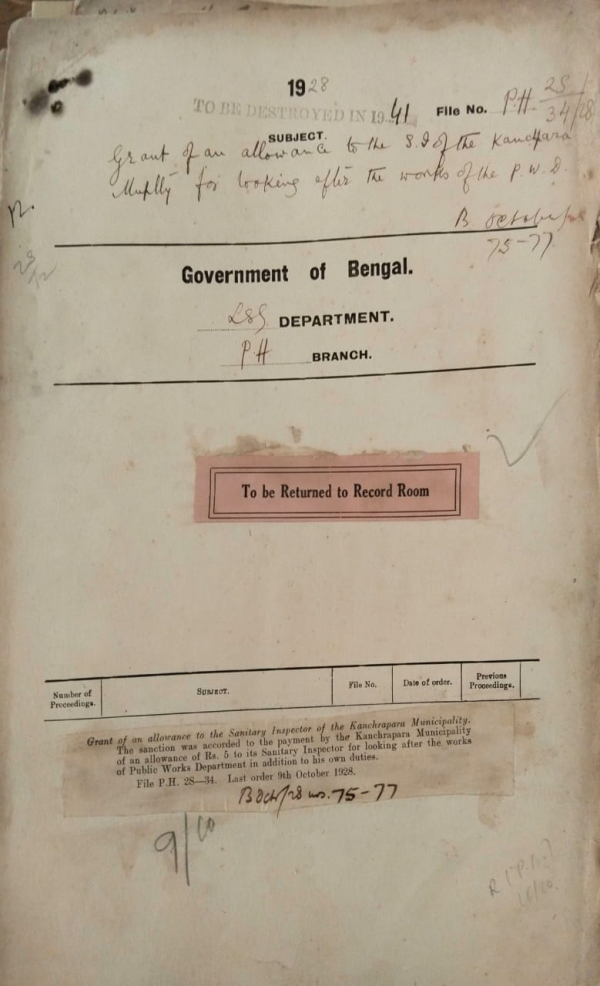 1928
TO BE DESTROYED IN 1941 File No. P.H. 2S/34/28
SUBJECT.
Grant of an allowance to the S.I of the Kanchpara
Muplty for looking after the works of the P.W.D.
B October
75-77
Government of Bengal.
LSG DEPARTMENT.
P.H BRANCH.
To be Returned to Record Room
Number of Proceedings. SUBJECT. File No. Date of order. Previous Proceedings.
Grant of an allowance to the Sanitary Inspector of the Kanchrapara Municipality.
The sanction was accorded to the payment by the Kanchrapara Municipality
of an allowance of Rs. 5 to its Sanitary Inspector for looking after the works
of Public Works Department in addition to his own duties.
File P.H. 2S—34. Last order 9th October 1928.
B Oct/28 nos. 75-77
9/10